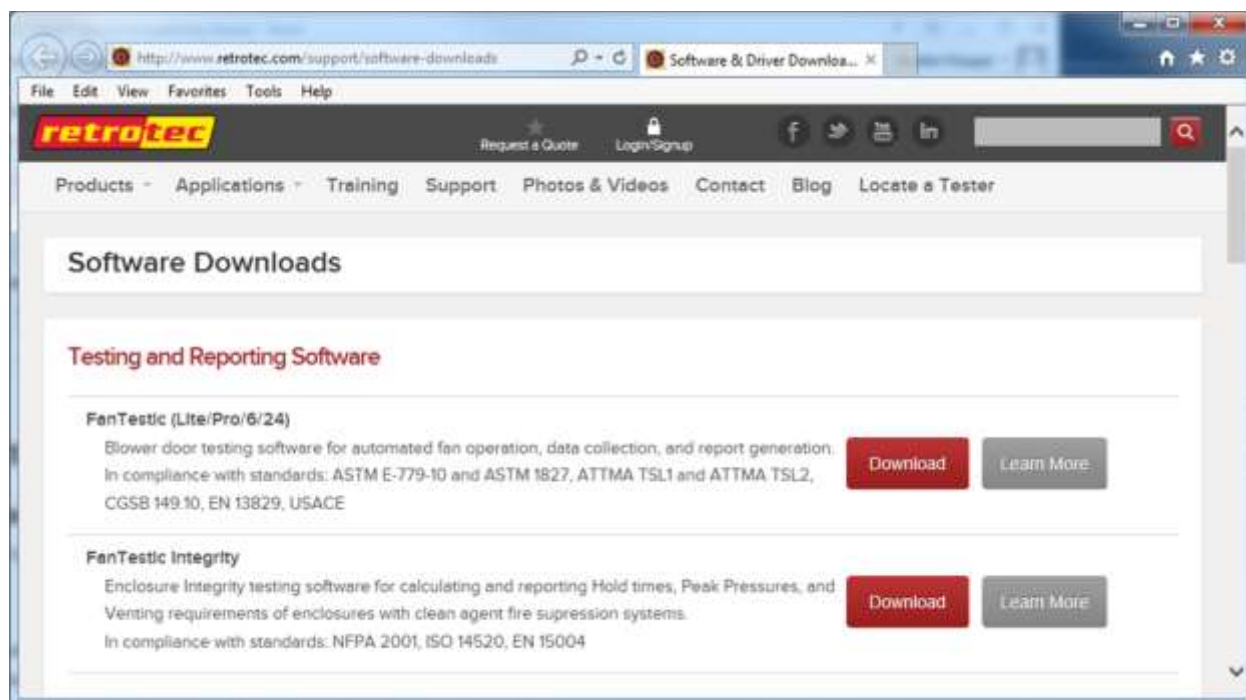 http://www.retrotec.com/support/software-downloads
Software & Driver Downloa...
File Edit View Favorites Tools Help
retrotec
Request a Quote Login/Signup
Products Applications Training Support Photos & Videos Contact Blog Locate a Tester
Software Downloads
Testing and Reporting Software
FanTestic (Lite/Pro/6/24)
Blower door testing software for automated fan operation, data collection, and report generation.
In compliance with standards: ASTM E-779-10 and ASTM 1827, ATTMA TSL1 and ATTMA TSL2,
CGSB 149.10, EN 13829, USACE
Download Learn More
FanTestic Integrity
Enclosure Integrity testing software for calculating and reporting Hold times, Peak Pressures, and
Venting requirements of enclosures with clean agent fire supression systems.
In compliance with standards: NFPA 2001, ISO 14520, EN 15004
Download Learn More